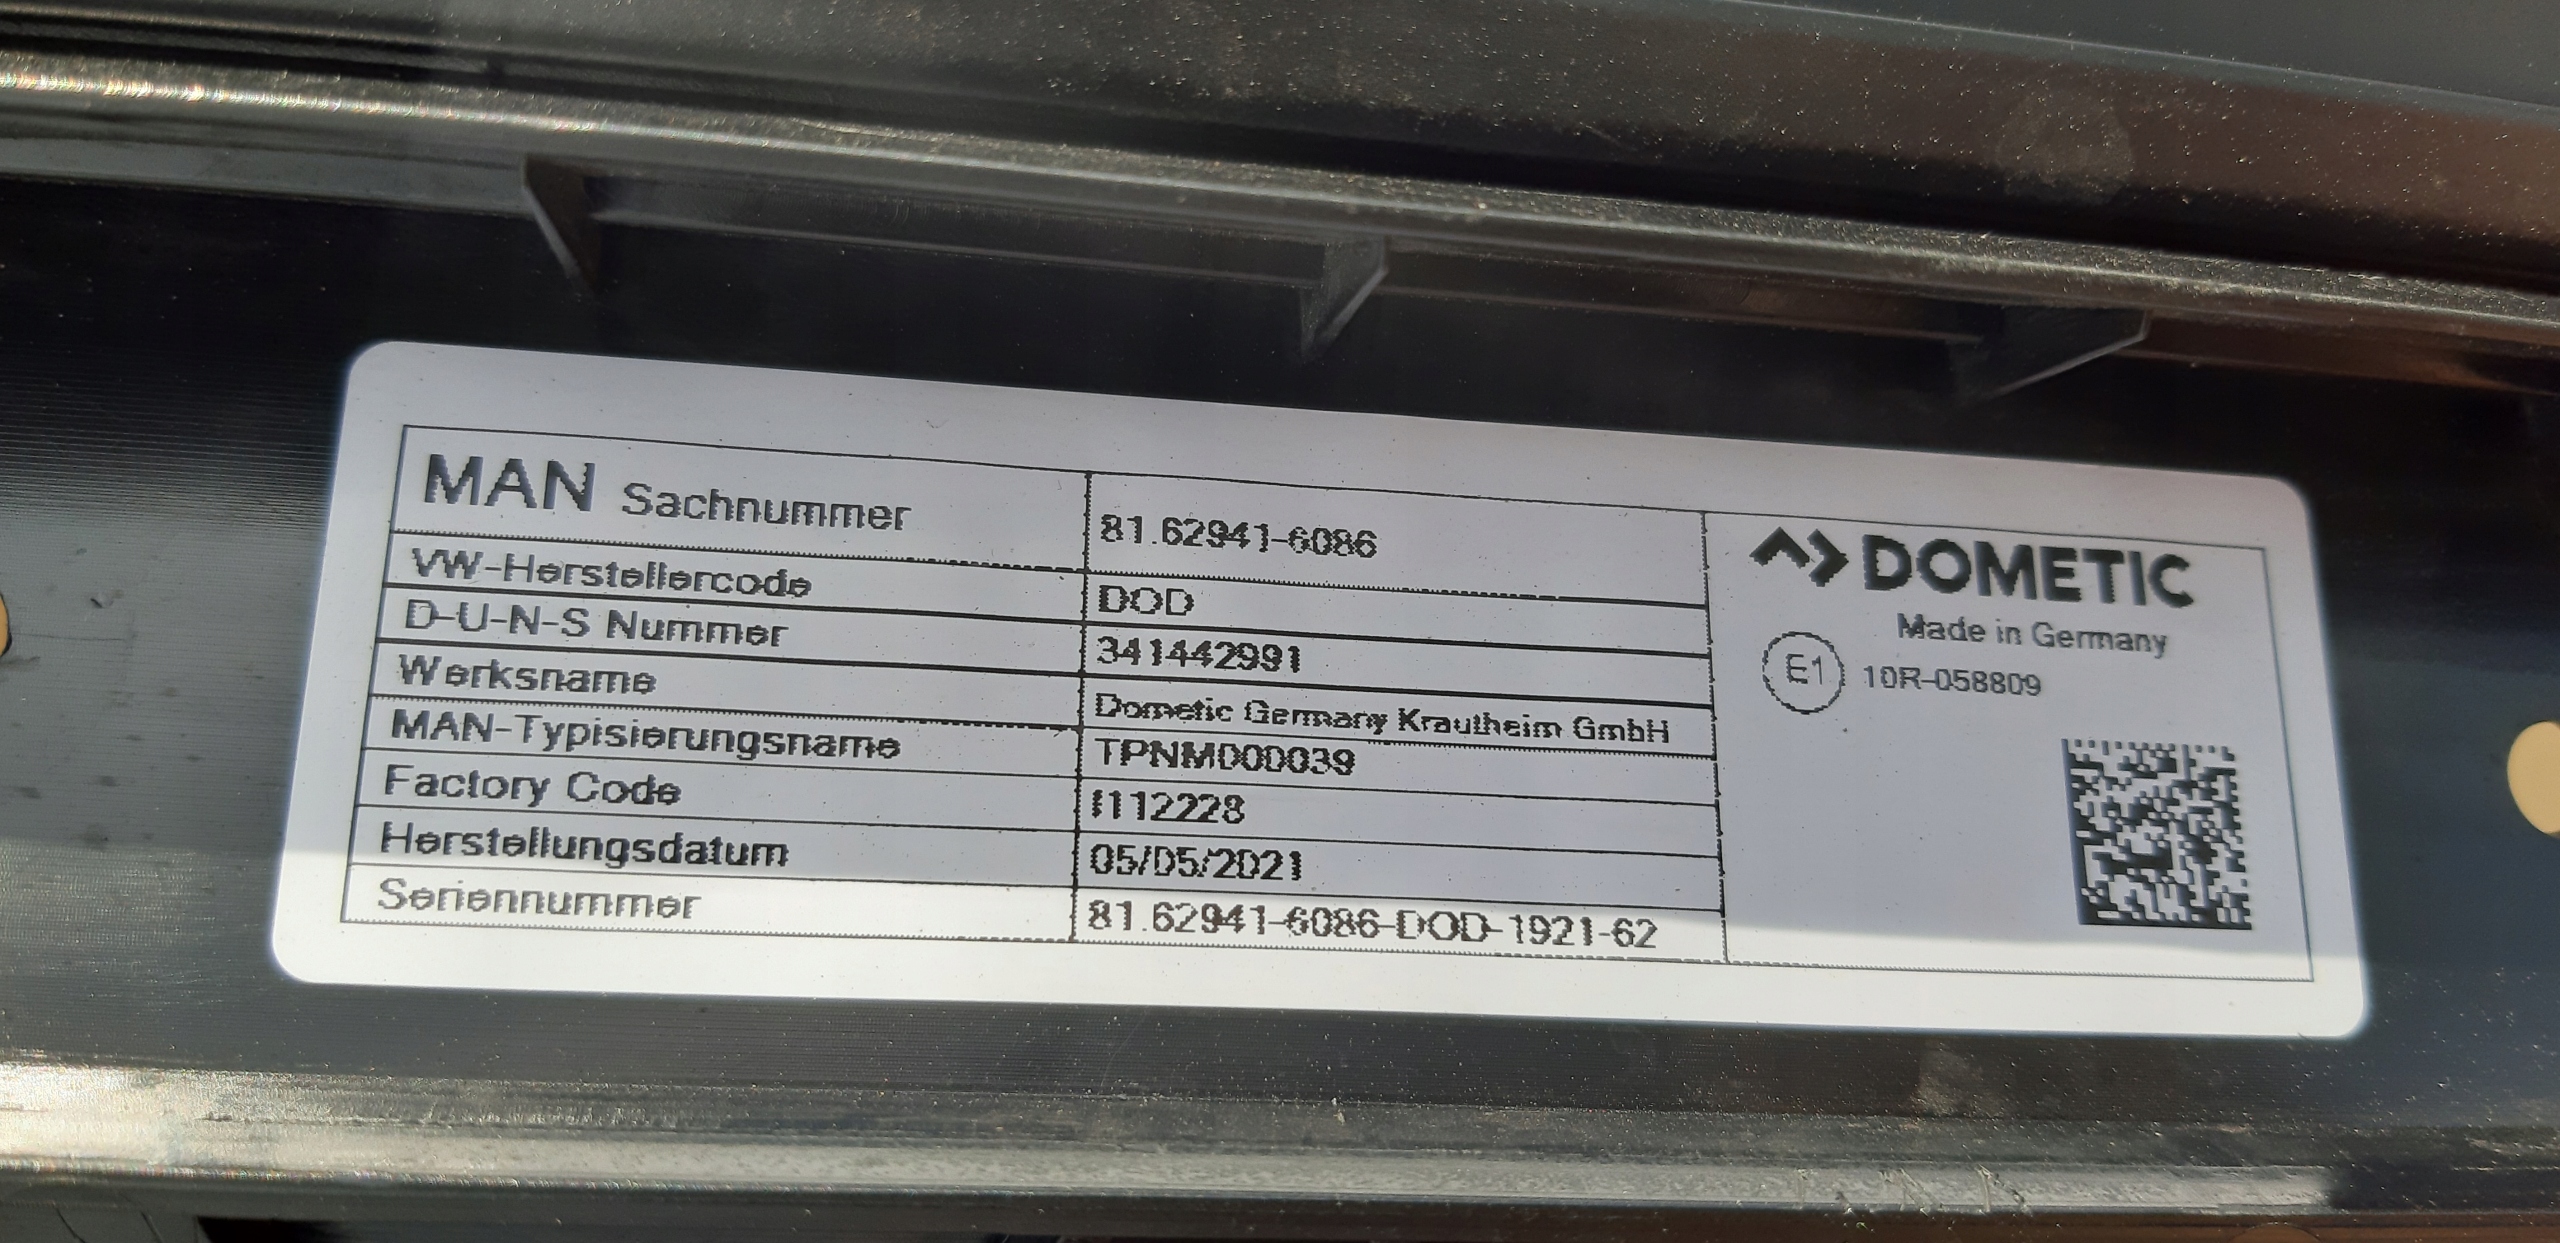 MAN Sachnummer 81.62941-6086
VW-Herstellercode DOD
D-U-N-S Nummer 341442991
Werksname Dometic Germany Krautheim GmbH
MAN-Typisierungsname TPNM000039
Factory Code f112228
Herstellungsdatum 05/05/2021
Seriennummer 81.62941-6086-DOD-1921-62
DOMETIC
Made in Germany
E1 10R-058809